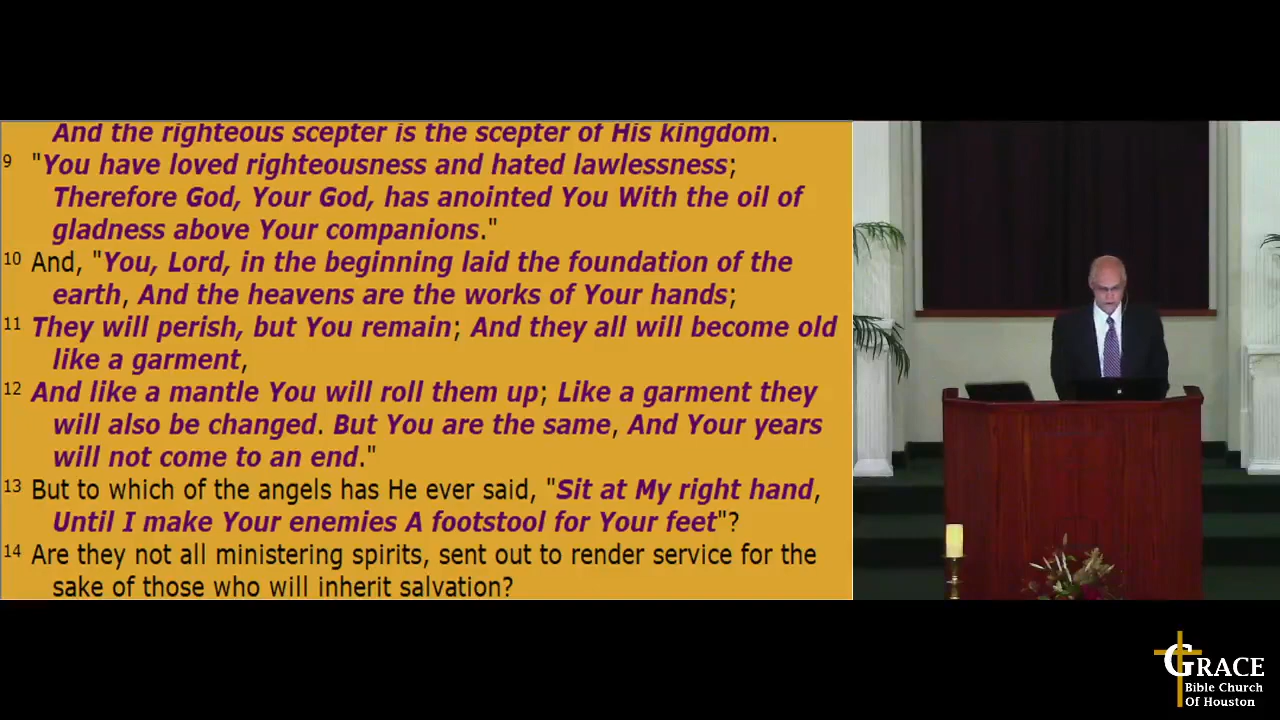 And the righteous scepter is the scepter of His kingdom.
9 "You have loved righteousness and hated lawlessness;
Therefore God, Your God, has anointed You With the oil of
gladness above Your companions."
10 And, "You, Lord, in the beginning laid the foundation of the
earth, And the heavens are the works of Your hands;
11 They will perish, but You remain; And they all will become old
like a garment,
12 And like a mantle You will roll them up; Like a garment they
will also be changed. But You are the same, And Your years
will not come to an end."
13 But to which of the angels has He ever said, "Sit at My right hand,
Until I make Your enemies A footstool for Your feet"?
14 Are they not all ministering spirits, sent out to render service for the
sake of those who will inherit salvation?
GRACE
Bible Church
Of Houston